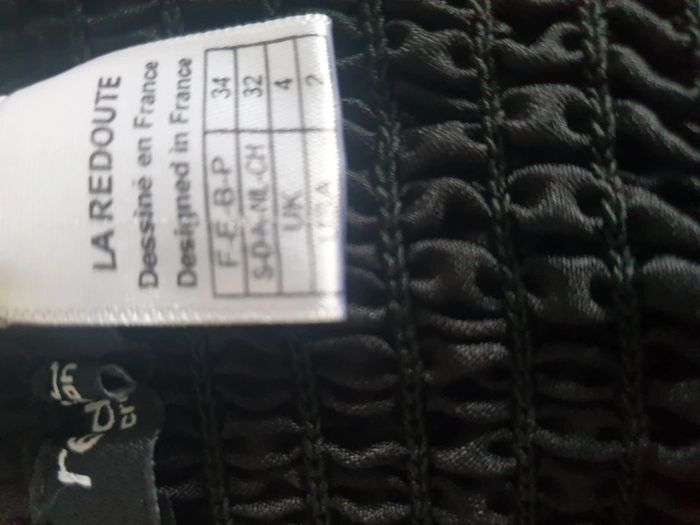 LA REDOUTE
Dessiné en France
Designed in France
F-E-B-P 34
S-D-A-NL-CH 32
UK 4
USA 2